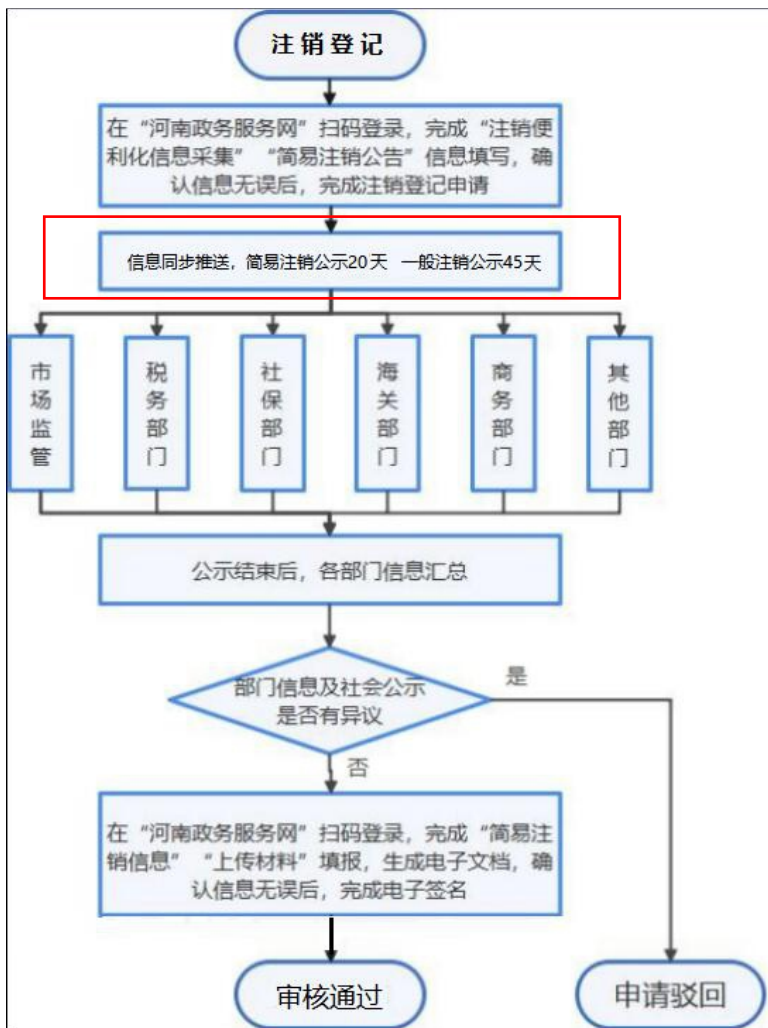 注销登记
在“河南政务服务网”扫码登录，完成“注销便
利化信息采集” “简易注销公告”信息填写，确
认信息无误后，完成注销登记申请
信息同步推送，简易注销公示20天 一般注销公示45天
市场监管
税务部门
社保部门
海关部门
商务部门
其他部门
公示结束后，各部门信息汇总
部门信息及社会公示
是否有异议
是
否
在“河南政务服务网”扫码登录，完成“简易注
销信息” “上传材料”填报，生成电子文档，确
认信息无误后，完成电子签名
审核通过
申请驳回